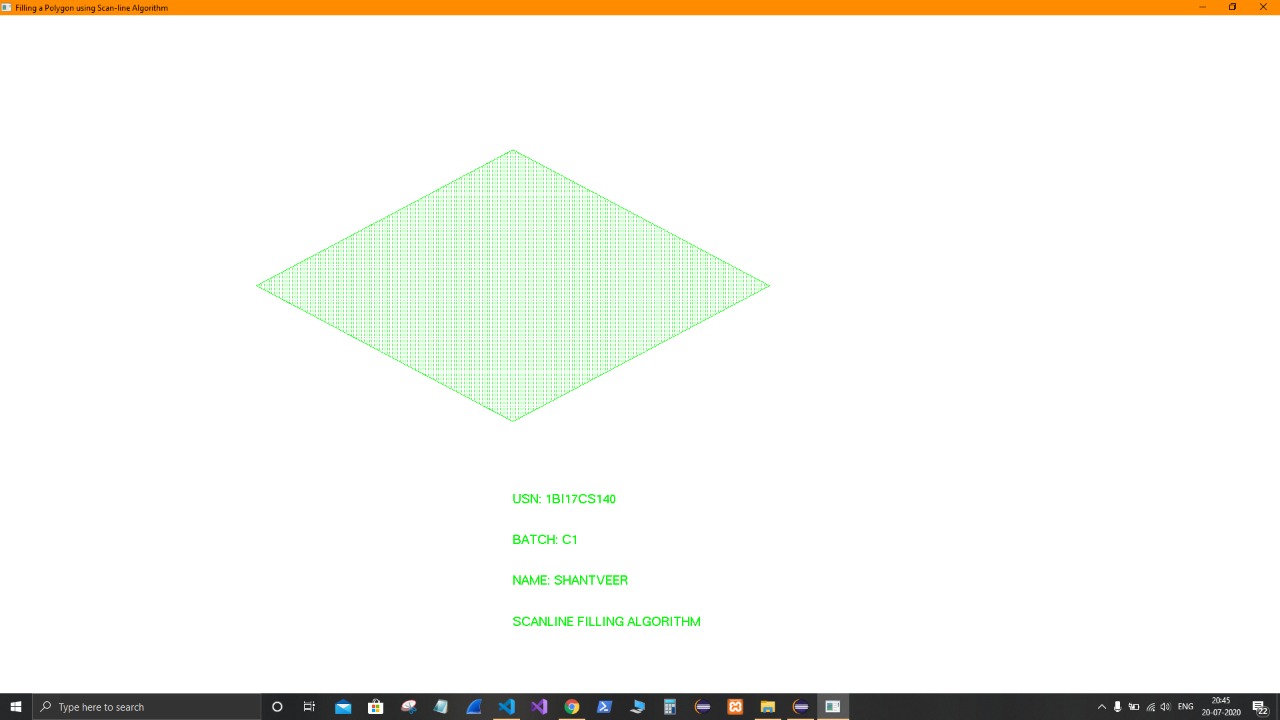 Filling a Polygon using Scan-line Algorithm
USN: 1BI17CS140
BATCH: C1
NAME: SHANTVEER
SCANLINE FILLING ALGORITHM
Type here to search
ENG
20:45
20-07-2020
2